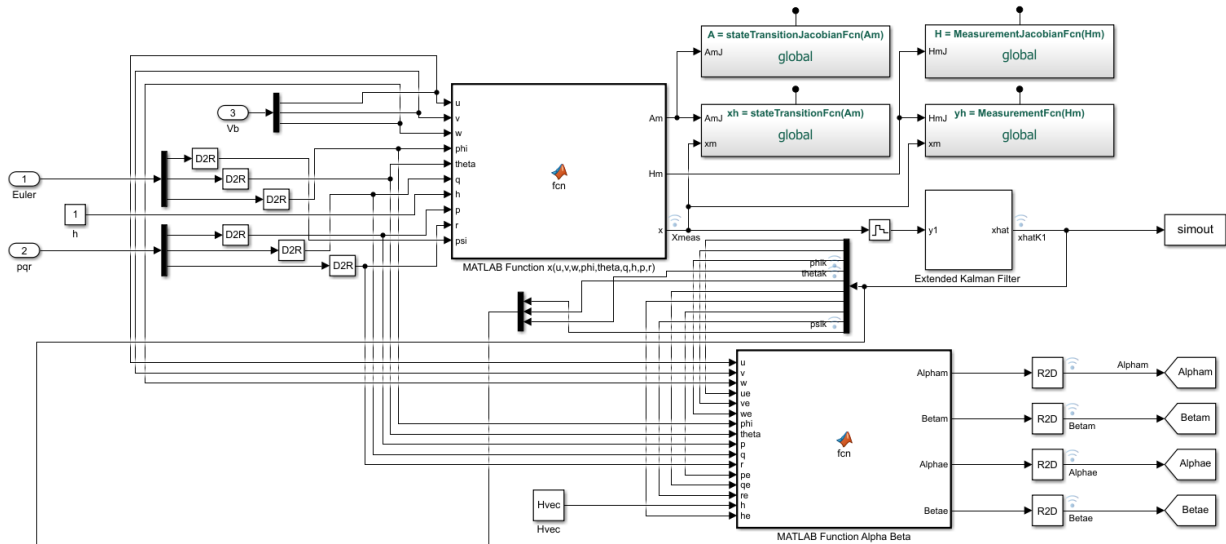 A = stateTransitionJacobianFcn(Am)
AmJ
global
H = MeasurementJacobianFcn(Hm)
HmJ
global
xh = stateTransitionFcn(Am)
AmJ
xm
global
yh = MeasurementFcn(Hm)
HmJ
xm
global
3
Vb
1
Euler
D2R
D2R
D2R
1
h
2
pqr
D2R
D2R
D2R
u
v
w
phi
theta
q
h
p
r
psi
fcn
Am
Hm
x
MATLAB Function x(u,v,w,phi,theta,q,h,p,r)
Xmeas
y1
xhat
Extended Kalman Filter
xhatK1
simout
phik
thetak
psik
u
v
w
ue
ve
we
phi
theta
p
q
r
pe
qe
re
h
he
fcn
Alpham
Betam
Alphae
Betae
MATLAB Function Alpha Beta
Hvec
Hvec
R2D
Alpham
Alpham
R2D
Betam
Betam
R2D
Alphae
Alphae
R2D
Betae
Betae